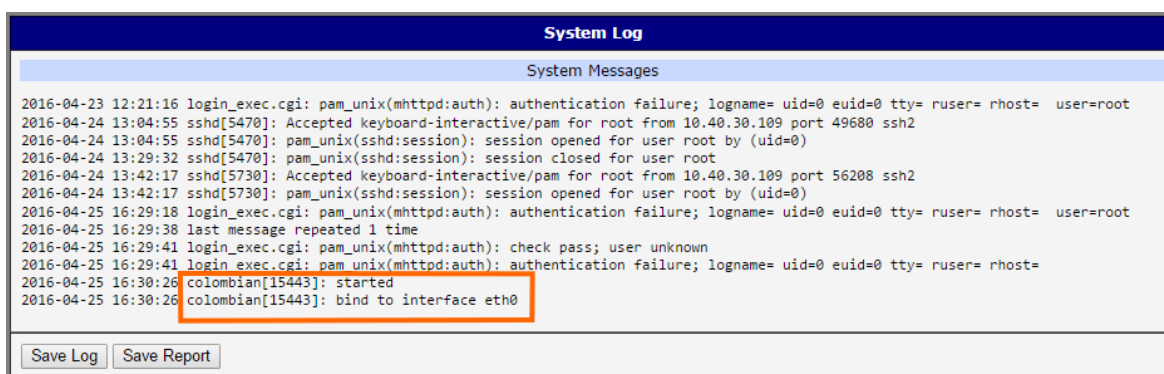 System Log
System Messages
2016-04-23 12:21:16 login_exec.cgi: pam_unix(mhttpd:auth): authentication failure; logname= uid=0 euid=0 tty= ruser= rhost=  user=root
2016-04-24 13:04:55 sshd[5470]: Accepted keyboard-interactive/pam for root from 10.40.30.109 port 49680 ssh2
2016-04-24 13:04:55 sshd[5470]: pam_unix(sshd:session): session opened for user root by (uid=0)
2016-04-24 13:29:32 sshd[5470]: pam_unix(sshd:session): session closed for user root
2016-04-24 13:42:17 sshd[5730]: Accepted keyboard-interactive/pam for root from 10.40.30.109 port 56208 ssh2
2016-04-24 13:42:17 sshd[5730]: pam_unix(sshd:session): session opened for user root by (uid=0)
2016-04-25 16:29:18 login_exec.cgi: pam_unix(mhttpd:auth): authentication failure; logname= uid=0 euid=0 tty= ruser= rhost=  user=root
2016-04-25 16:29:38 last message repeated 1 time
2016-04-25 16:29:41 login_exec.cgi: pam_unix(mhttpd:auth): check pass; user unknown
2016-04-25 16:29:41 login_exec.cgi: pam_unix(mhttpd:auth): authentication failure; logname= uid=0 euid=0 tty= ruser= rhost=
2016-04-25 16:30:26 colombian[15443]: started
2016-04-25 16:30:26 colombian[15443]: bind to interface eth0
Save Log Save Report